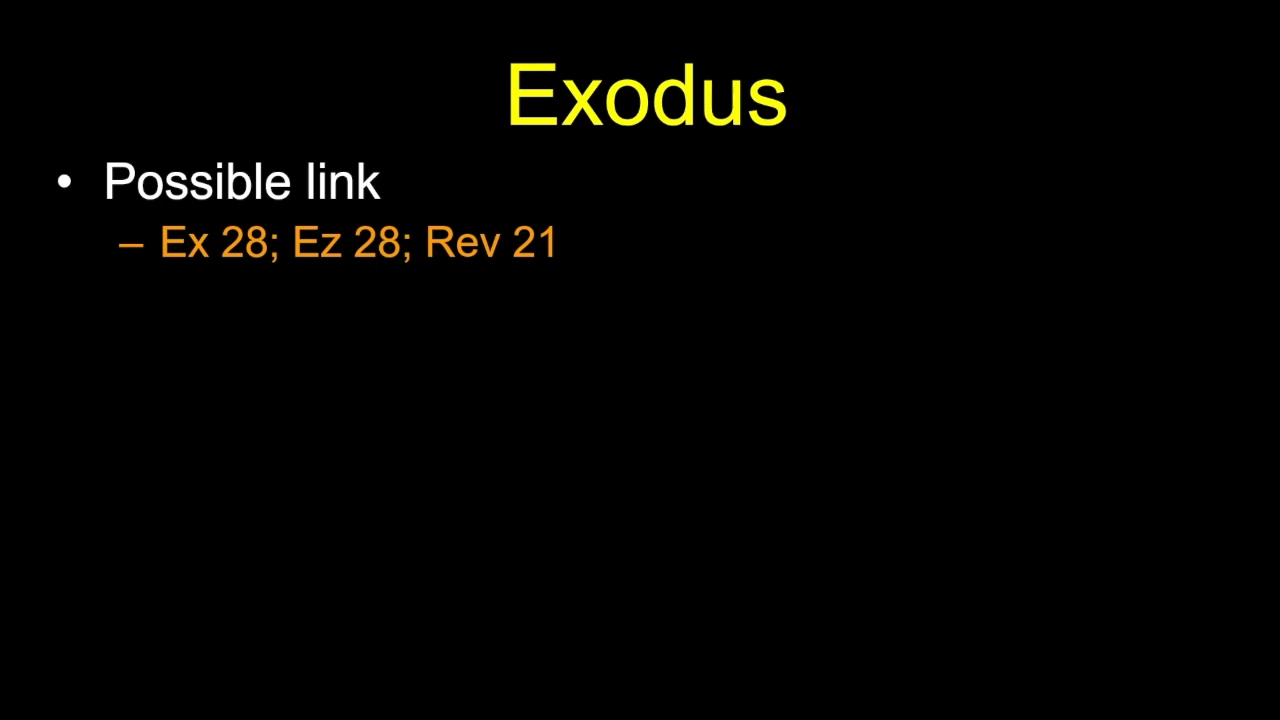 Exodus
• Possible link
– Ex 28; Ez 28; Rev 21